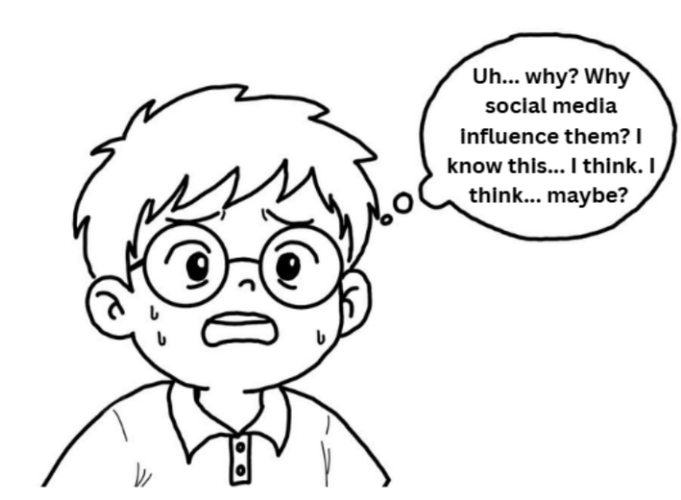 Uh... why? Why
social media
influence them? I
know this... I think. I
think... maybe?